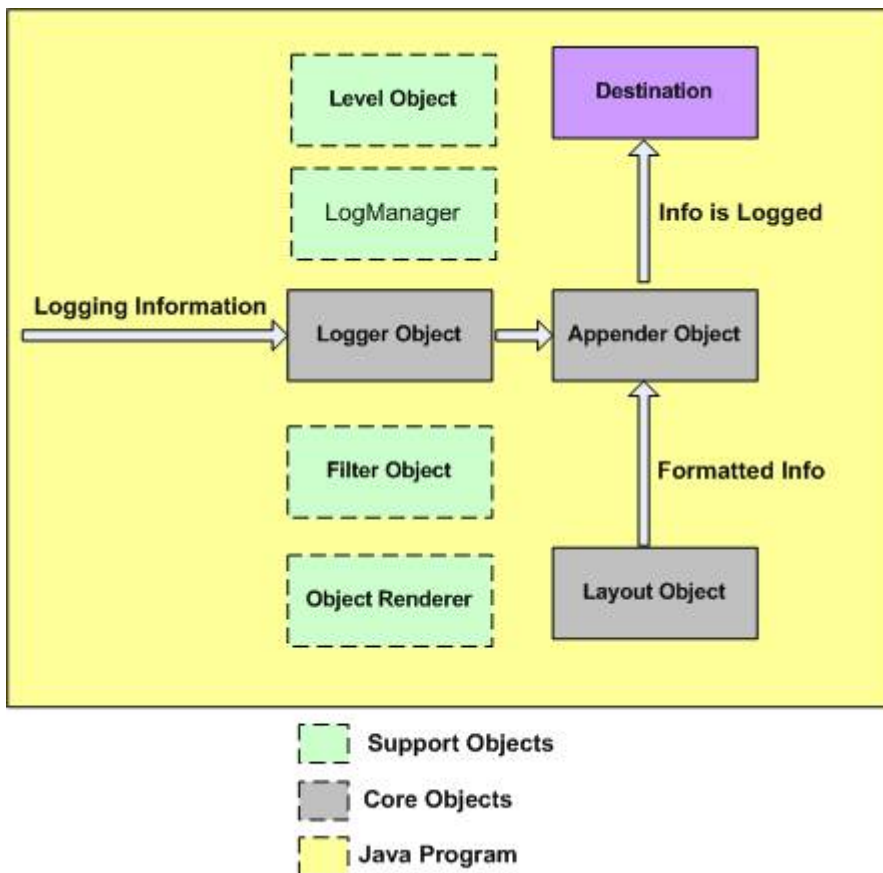 Level Object
Destination
LogManager
Info is Logged
Logging Information
Logger Object
Appender Object
Filter Object
Formatted Info
Object Renderer
Layout Object
Support Objects
Core Objects
Java Program